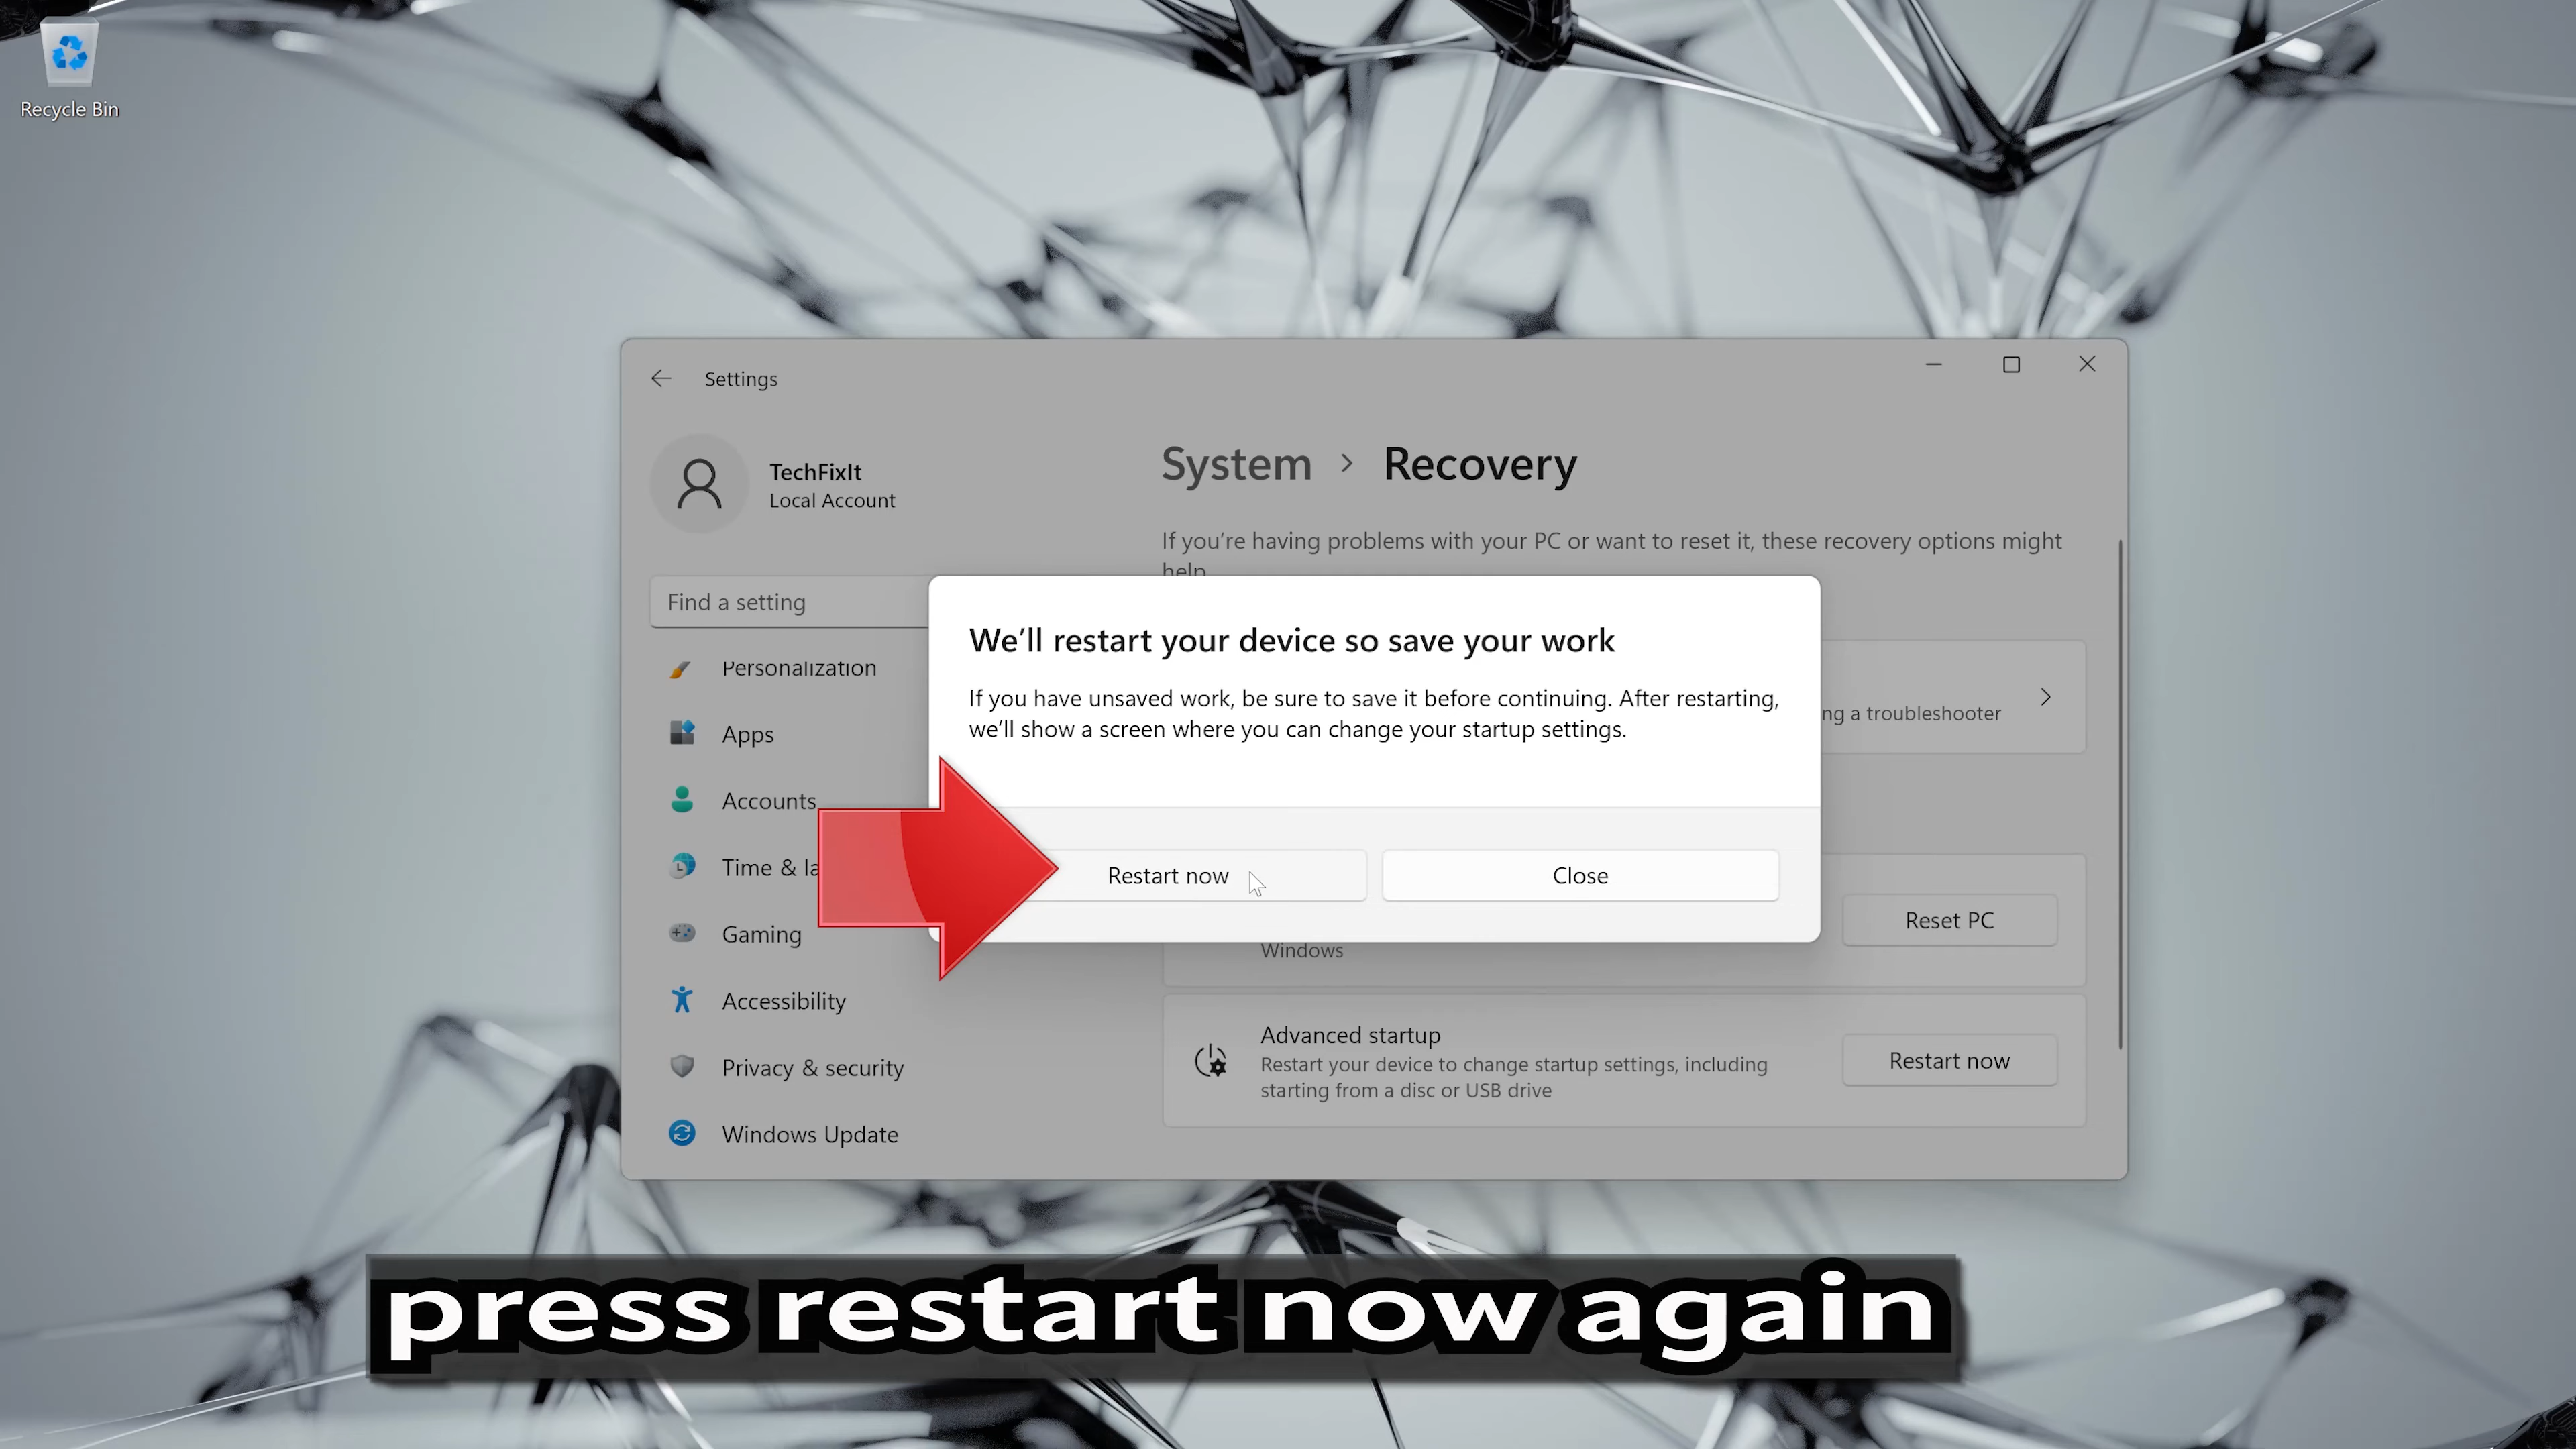 Recycle Bin
Settings
TechFixIt
Local Account
Find a setting
Personalization
Apps
Accounts
Time & la
Gaming
Accessibility
Privacy & security
Windows Update
System > Recovery
If you're having problems with your PC or want to reset it, these recovery options might
help
ng a troubleshooter
We'll restart your device so save your work
If you have unsaved work, be sure to save it before continuing. After restarting,
we'll show a screen where you can change your startup settings.
Restart now
Close
Reset PC
Windows
Advanced startup
Restart your device to change startup settings, including
starting from a disc or USB drive
Restart now
press restart now again